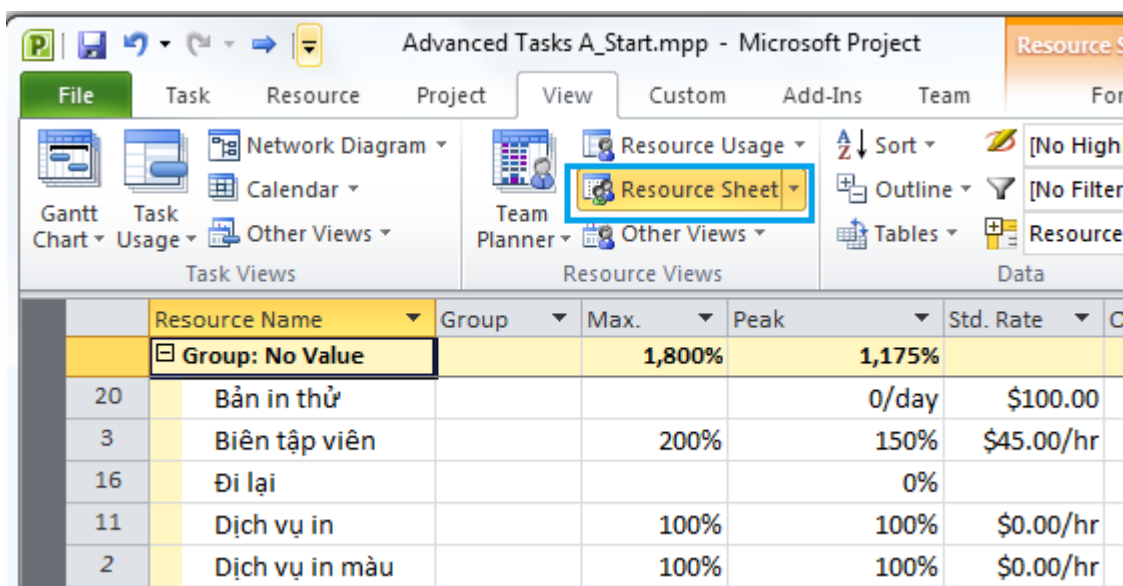 Advanced Tasks A_Start.mpp - Microsoft Project
Resource S
File Task Resource Project View Custom Add-Ins Team For
Network Diagram
Calendar
Other Views
Gantt Chart
Task Usage
Task Views
Team Planner
Resource Usage
Resource Sheet
Other Views
Resource Views
Sort
Outline
Tables
[No High
[No Filter
Resource
Data
Resource Name Group Max. Peak Std. Rate
Group: No Value 1,800% 1,175%
20 Bản in thử 0/day $100.00
3 Biên tập viên 200% 150% $45.00/hr
16 Đi lại 0%
11 Dịch vụ in 100% 100% $0.00/hr
2 Dịch vụ in màu 100% 100% $0.00/hr